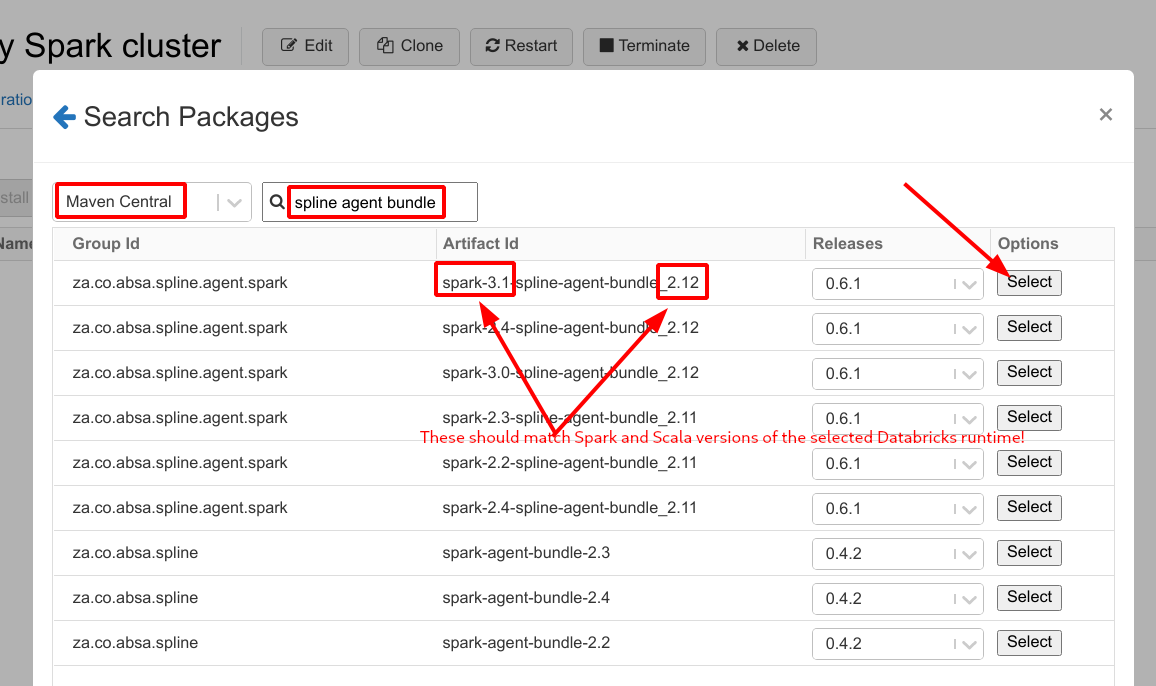 y Spark cluster Edit Clone Restart Terminate Delete
ratio
Search Packages ×
stall Maven Central spline agent bundle
Name Group Id Artifact Id Releases Options
za.co.absa.spline.agent.spark spark-3.1-spline-agent-bundle_2.12 0.6.1 Select
za.co.absa.spline.agent.spark spark-2.4-spline-agent-bundle_2.12 0.6.1 Select
za.co.absa.spline.agent.spark spark-3.0-spline-agent-bundle_2.12 0.6.1 Select
za.co.absa.spline.agent.spark spark-2.3-spline-agent-bundle_2.11 0.6.1 Select
These should match Spark and Scala versions of the selected Databricks runtime!
za.co.absa.spline.agent.spark spark-2.2-spline-agent-bundle_2.11 0.6.1 Select
za.co.absa.spline.agent.spark spark-2.4-spline-agent-bundle_2.11 0.6.1 Select
za.co.absa.spline spark-agent-bundle-2.3 0.4.2 Select
za.co.absa.spline spark-agent-bundle-2.4 0.4.2 Select
za.co.absa.spline spark-agent-bundle-2.2 0.4.2 Select